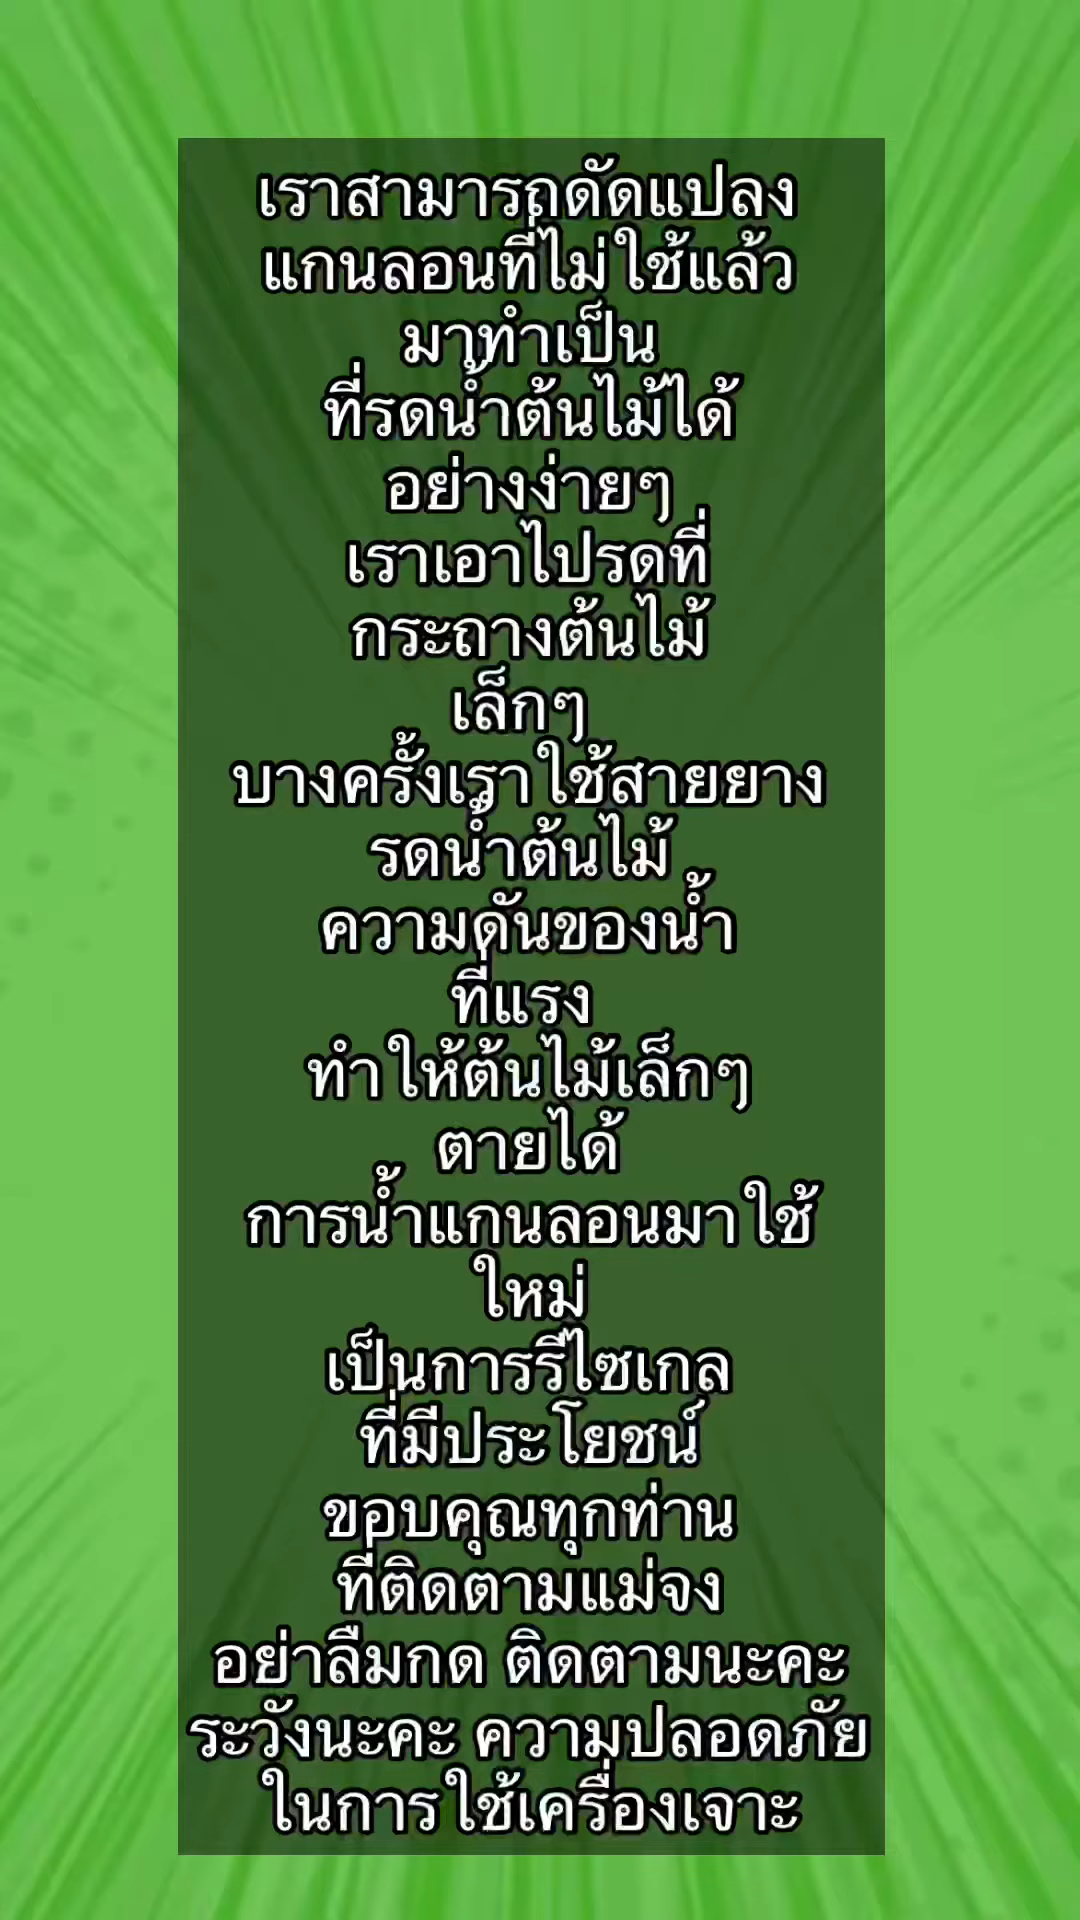 เราสามารถดัดแปลง
แกนลอนที่ไม่ใช้แล้ว
มาทำเป็น
ที่รดน้ำต้นไม้ได้
อย่างง่ายๆ
เราเอาไปรดที่
กระถางต้นไม้
เล็กๆ
บางครั้งเราใช้สายยาง
รดน้ำต้นไม้
ความดันของน้ำ
ที่แรง
ทำให้ต้นไม้เล็กๆ
ตายได้
การน้ำแกนลอนมาใช้
ใหม่
เป็นการรีไซเกล
ที่มีประโยชน์
ขอบคุณทุกท่าน
ที่ติดตามแม่จง
อย่าลืมกด ติดตามนะคะ
ระวังนะคะ ความปลอดภัย
ในการใช้เครื่องเจาะ